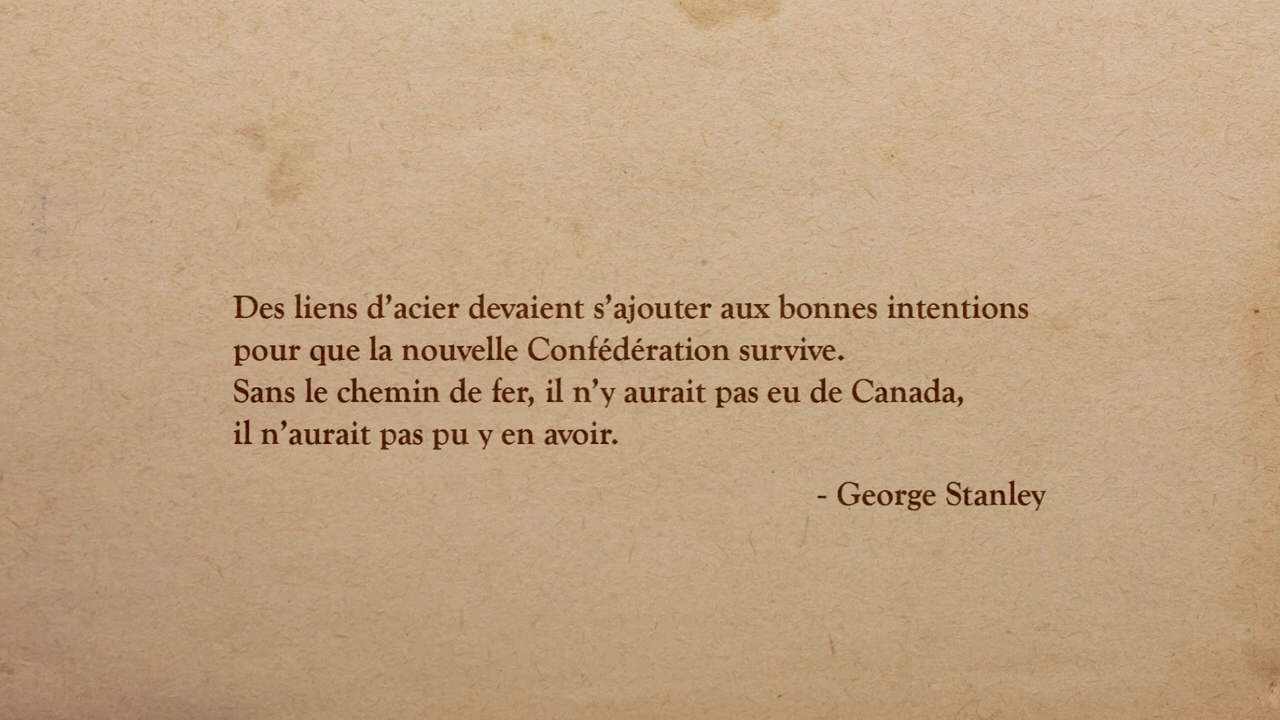 Des liens d’acier devaient s’ajouter aux bonnes intentions
pour que la nouvelle Confédération survive.
Sans le chemin de fer, il n’y aurait pas eu de Canada,
il n’aurait pas pu y en avoir.
- George Stanley